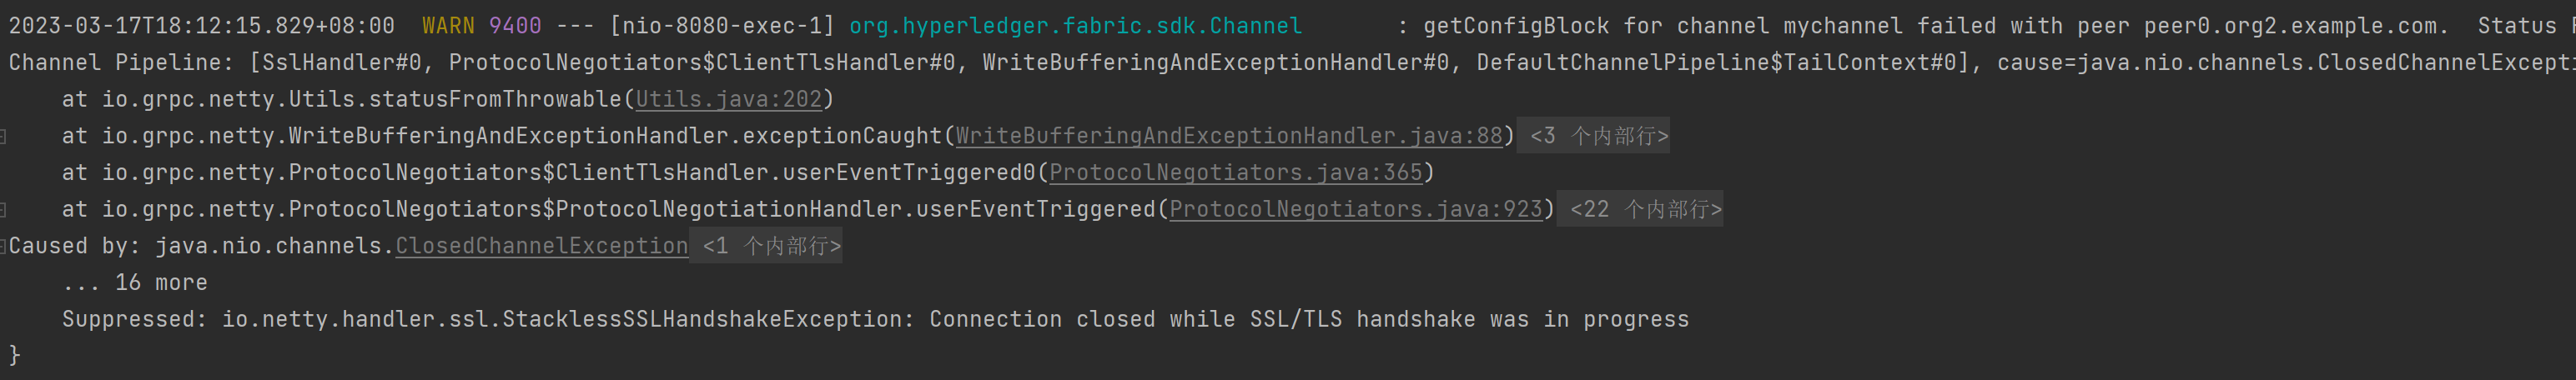 2023-03-17T18:12:15.829+08:00  WARN 9400 --- [nio-8080-exec-1] org.hyperledger.fabric.sdk.Channel       : getConfigBlock for channel mychannel failed with peer peer0.org2.example.com.  Status
Channel Pipeline: [SslHandler#0, ProtocolNegotiators$ClientTlsHandler#0, WriteBufferingAndExceptionHandler#0, DefaultChannelPipeline$TailContext#0], cause=java.nio.channels.ClosedChannelExcepti
    at io.grpc.netty.Utils.statusFromThrowable(Utils.java:202)
    at io.grpc.netty.WriteBufferingAndExceptionHandler.exceptionCaught(WriteBufferingAndExceptionHandler.java:88) <3 个内部行>
    at io.grpc.netty.ProtocolNegotiators$ClientTlsHandler.userEventTriggered0(ProtocolNegotiators.java:365)
    at io.grpc.netty.ProtocolNegotiators$ProtocolNegotiationHandler.userEventTriggered(ProtocolNegotiators.java:923) <22 个内部行>
Caused by: java.nio.channels.ClosedChannelException <1 个内部行>
    ... 16 more
    Suppressed: io.netty.handler.ssl.StacklessSSLHandshakeException: Connection closed while SSL/TLS handshake was in progress
}